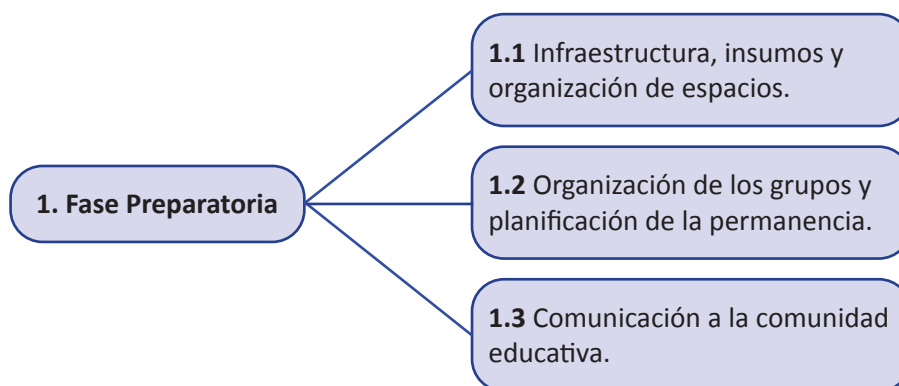 1.1 Infraestructura, insumos y
organización de espacios.
1. Fase Preparatoria
1.2 Organización de los grupos y
planificación de la permanencia.
1.3 Comunicación a la comunidad
educativa.